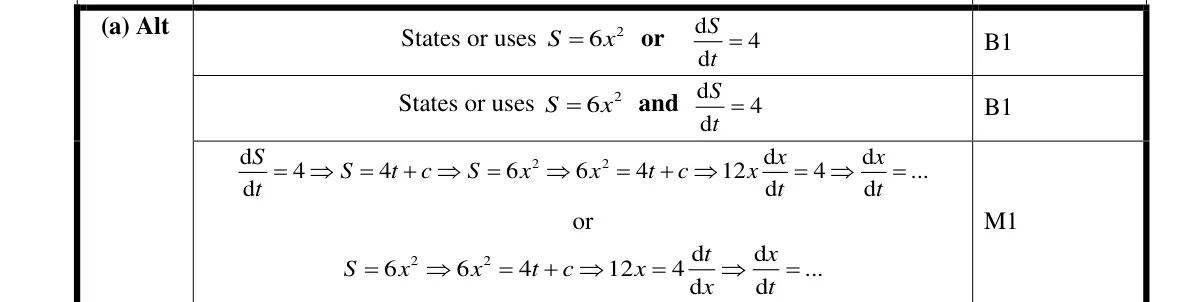 (a) Alt States or uses S = 6x² or dS/dt = 4 B1
States or uses S = 6x² and dS/dt = 4 B1
dS/dt = 4 ⇒ S = 4t + c ⇒ S = 6x² ⇒ 6x² = 4t + c ⇒ 12x dx/dt = 4 ⇒ dx/dt = ...
or M1
S = 6x² ⇒ 6x² = 4t + c ⇒ 12x = 4 dt/dx ⇒ dx/dt = ...